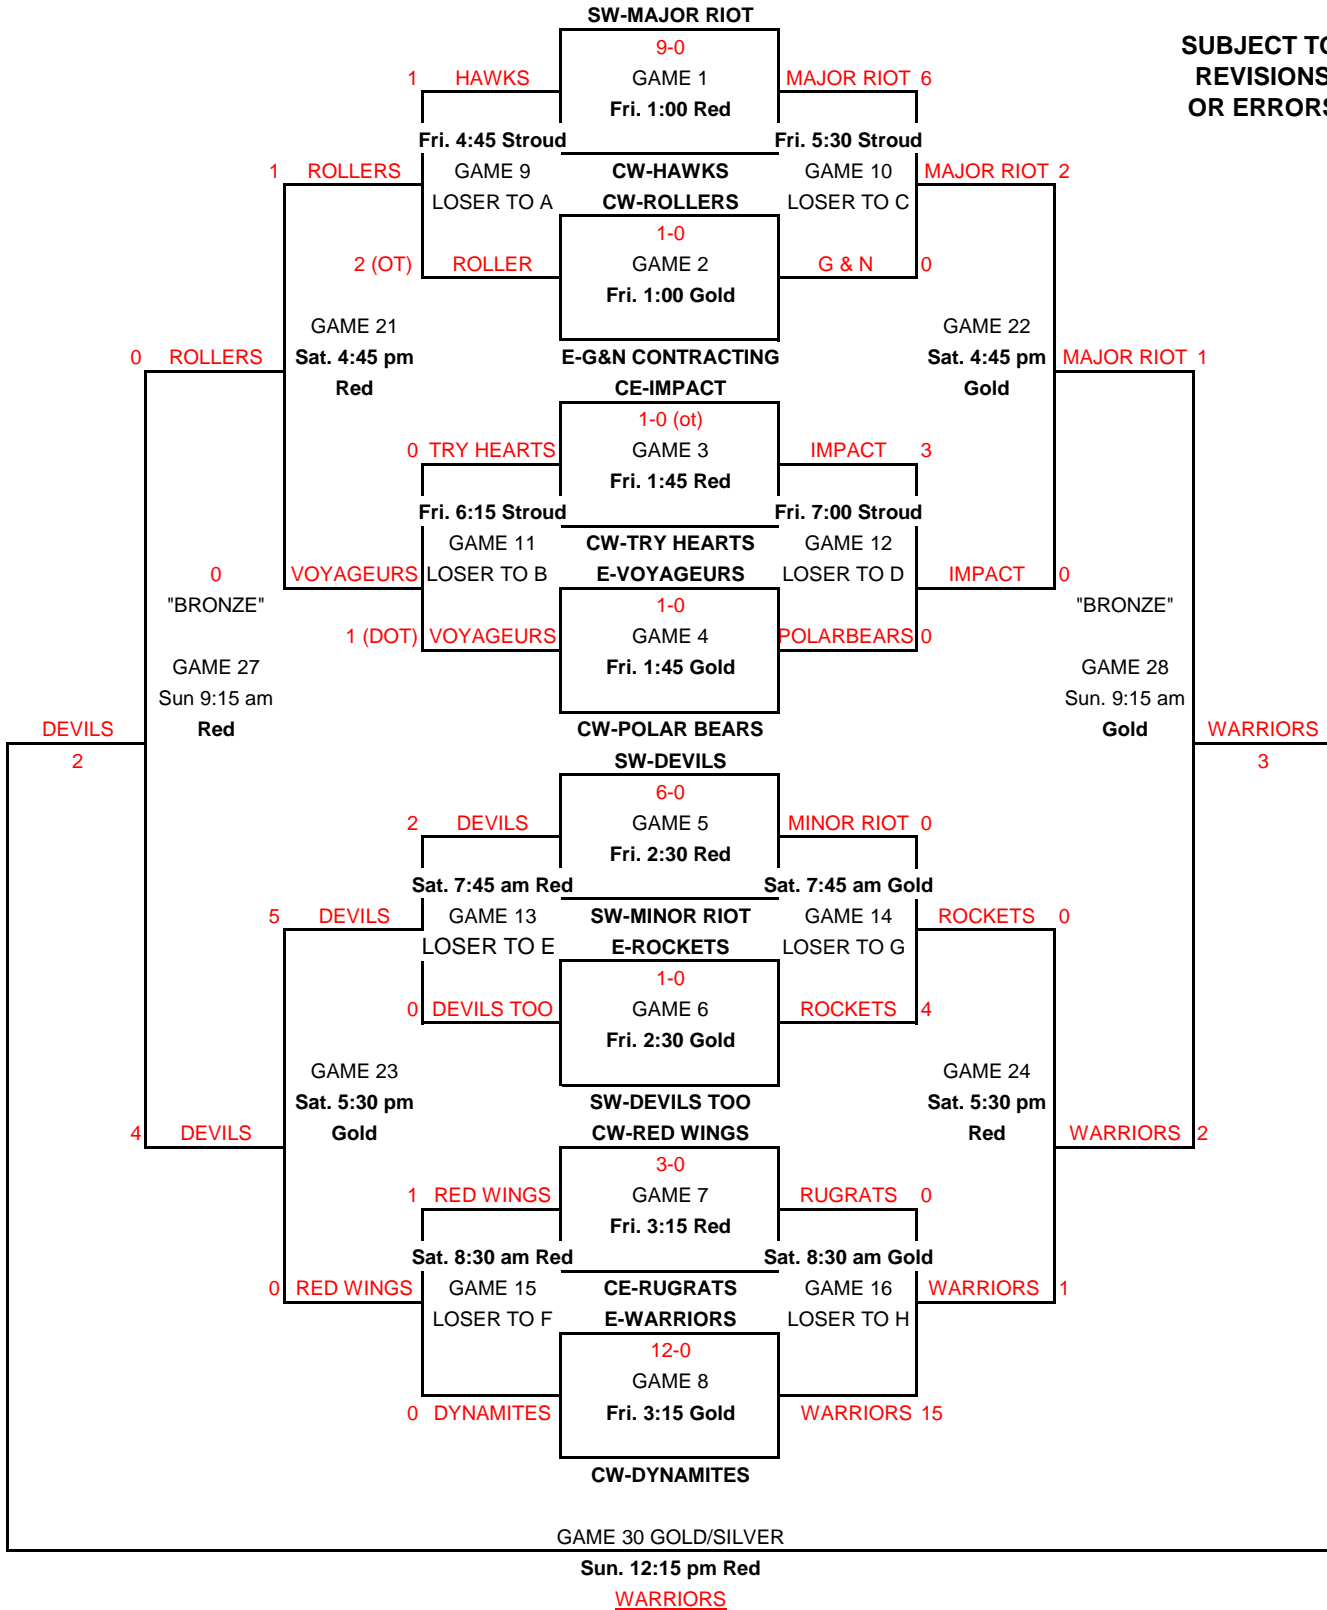 SW-MAJOR RIOT
9-0
SUBJECT TO
1 HAWKS GAME 1 MAJOR RIOT 6
REVISIONS
Fri. 1:00 Red
OR ERRORS
Fri. 4:45 Stroud Fri. 5:30 Stroud
1 ROLLERS GAME 9 CW-HAWKS GAME 10 MAJOR RIOT 2
LOSER TO A CW-ROLLERS LOSER TO C
1-0
2 (OT) ROLLER GAME 2 G & N 0
Fri. 1:00 Gold
GAME 21 GAME 22
0 ROLLERS Sat. 4:45 pm E-G&N CONTRACTING Sat. 4:45 pm MAJOR RIOT 1
Red CE-IMPACT Gold
1-0 (ot)
0 TRY HEARTS GAME 3 IMPACT 3
Fri. 1:45 Red
Fri. 6:15 Stroud Fri. 7:00 Stroud
GAME 11 CW-TRY HEARTS GAME 12
0 VOYAGEURS LOSER TO B E-VOYAGEURS LOSER TO D IMPACT 0
"BRONZE" 1-0 "BRONZE"
1 (DOT) VOYAGEURS GAME 4 POLARBEARS 0
GAME 27 Fri. 1:45 Gold GAME 28
Sun 9:15 am Sun. 9:15 am
DEVILS Red CW-POLAR BEARS Gold WARRIORS
2 SW-DEVILS 3
6-0
2 DEVILS GAME 5 MINOR RIOT 0
Fri. 2:30 Red
Sat. 7:45 am Red Sat. 7:45 am Gold
5 DEVILS GAME 13 SW-MINOR RIOT GAME 14 ROCKETS 0
LOSER TO E E-ROCKETS LOSER TO G
1-0
0 DEVILS TOO GAME 6 ROCKETS 4
Fri. 2:30 Gold
GAME 23 GAME 24
Sat. 5:30 pm SW-DEVILS TOO Sat. 5:30 pm
4 DEVILS Gold CW-RED WINGS Red WARRIORS 2
3-0
1 RED WINGS GAME 7 RUGRATS 0
Fri. 3:15 Red
Sat. 8:30 am Red Sat. 8:30 am Gold
0 RED WINGS GAME 15 CE-RUGRATS GAME 16 WARRIORS 1
LOSER TO F E-WARRIORS LOSER TO H
12-0
GAME 8
0 DYNAMITES Fri. 3:15 Gold WARRIORS 15
CW-DYNAMITES
GAME 30 GOLD/SILVER
Sun. 12:15 pm Red
WARRIORS